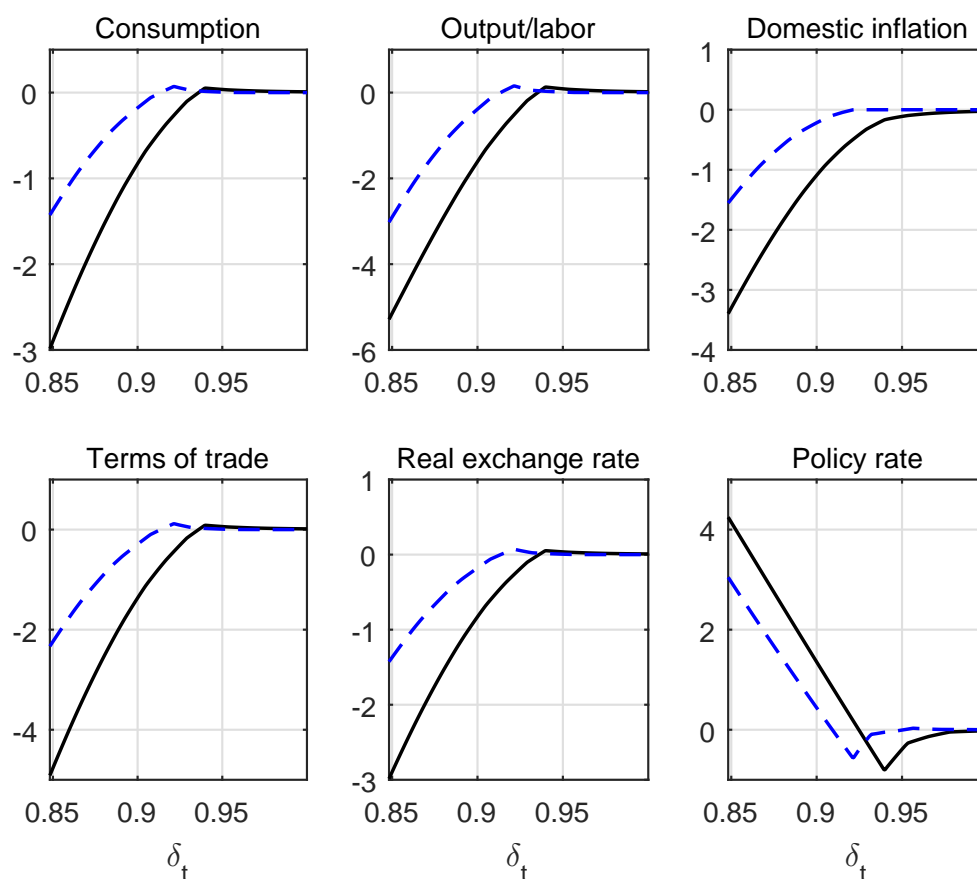 Consumption
0
-1
-2
-3
0.85 0.9 0.95
Output/labor
0
-2
-4
-6
0.85 0.9 0.95
Domestic inflation
1
0
-1
-2
-3
-4
0.85 0.9 0.95
Terms of trade
0
-2
-4
0.85 0.9 0.95
δt
Real exchange rate
1
0
-1
-2
-3
0.85 0.9 0.95
δt
Policy rate
4
2
0
0.85 0.9 0.95
δt